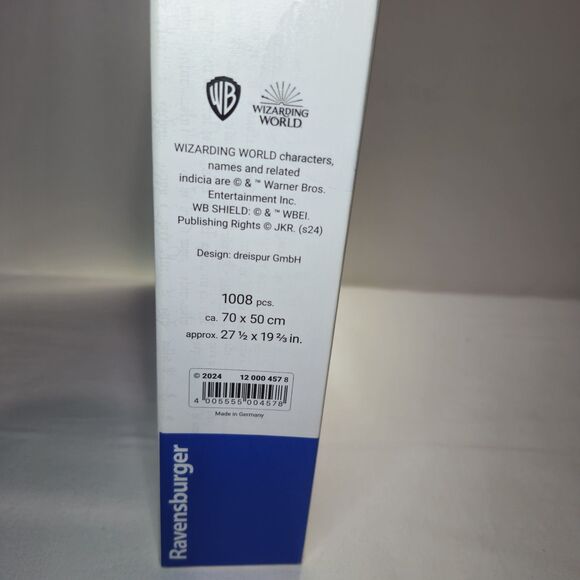 WB
WIZARDING
WORLD
WIZARDING WORLD characters,
names and related
indicia are © & ™ Warner Bros.
Entertainment Inc.
WB SHIELD: © & ™ WBEI.
Publishing Rights © JKR. (s24)
Design: dreispur GmbH
1008 pcs.
ca. 70 x 50 cm
approx. 27 ½ x 19 ⅔ in.
© 2024 12 000 457 8
4 005555 004578
Made in Germany
Ravensburger